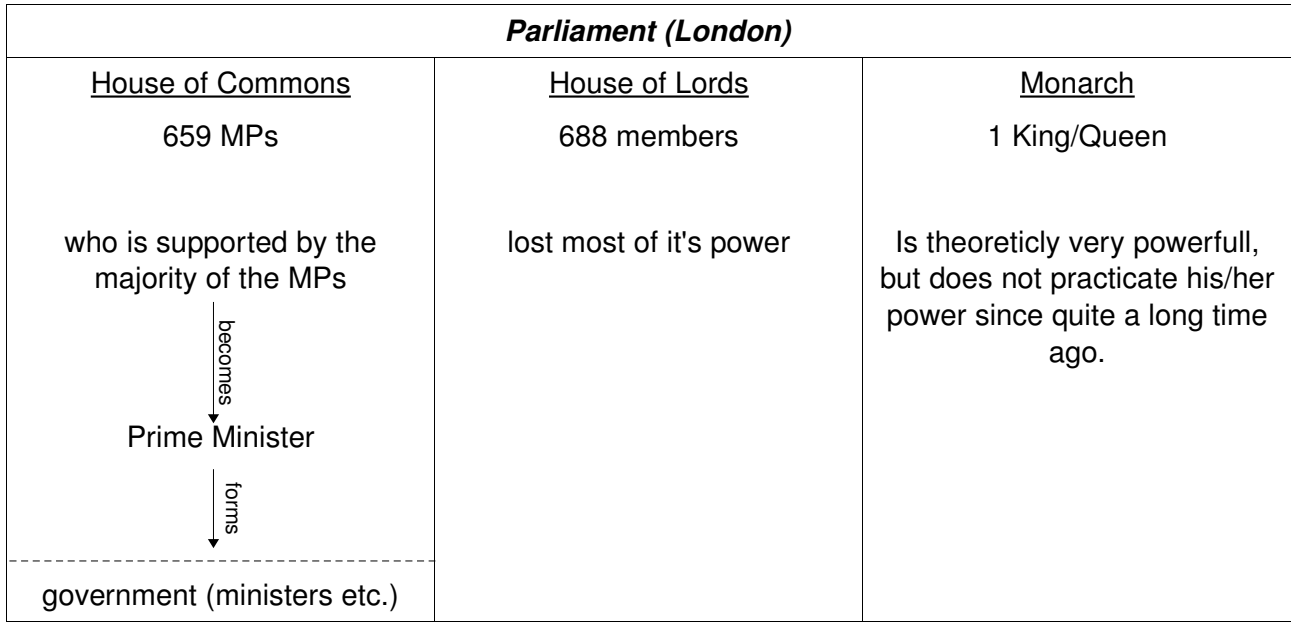 Parliament (London)
House of Commons
659 MPs
who is supported by the
majority of the MPs
becomes
Prime Minister
forms
government (ministers etc.)
House of Lords
688 members
lost most of it's power
Monarch
1 King/Queen
Is theoreticly very powerfull,
but does not practicate his/her
power since quite a long time
ago.